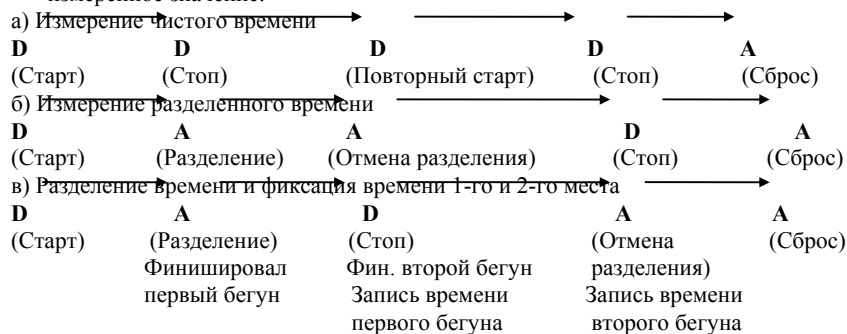 измеренное значение.
а) Измерение чистого времени
D D D D A
(Старт) (Стоп) (Повторный старт) (Стоп) (Сброс)
б) Измерение разделенного времени
D A A D A
(Старт) (Разделение) (Отмена разделения) (Стоп) (Сброс)
в) Разделение времени и фиксация времени 1-го и 2-го места
D A D A A
(Старт) (Разделение) (Стоп) (Отмена (Сброс)
Финишировал Фин. второй бегун разделения)
первый бегун Запись времени Запись времени
первого бегуна второго бегуна